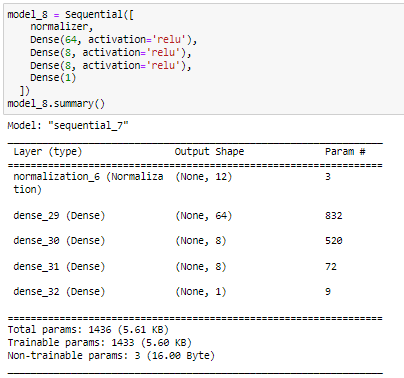 model_8 = Sequential([
    normalizer,
    Dense(64, activation='relu'),
    Dense(8, activation='relu'),
    Dense(8, activation='relu'),
    Dense(1)
  ])
model_8.summary()
Model: "sequential_7"
Layer (type) Output Shape Param #
normalization_6 (Normaliza (None, 12) 3
tion)
dense_29 (Dense) (None, 64) 832
dense_30 (Dense) (None, 8) 520
dense_31 (Dense) (None, 8) 72
dense_32 (Dense) (None, 1) 9
Total params: 1436 (5.61 KB)
Trainable params: 1433 (5.60 KB)
Non-trainable params: 3 (16.00 Byte)